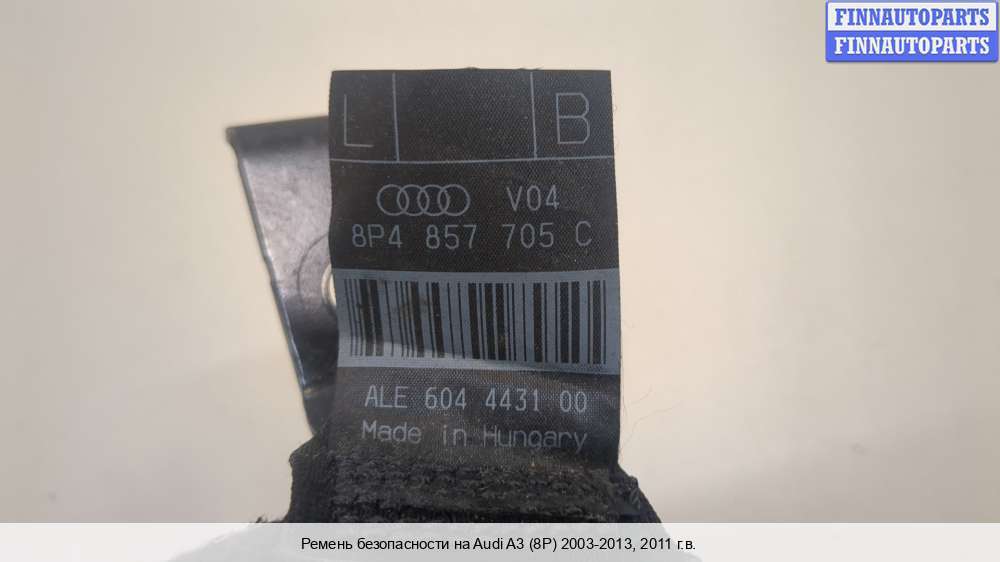 FINNAUTOPARTS
FINNAUTOPARTS
L B
V04
8P4 857 705 C
ALE 604 4431 00
Made in Hungary
Ремень безопасности на Audi A3 (8P) 2003-2013, 2011 г.в.